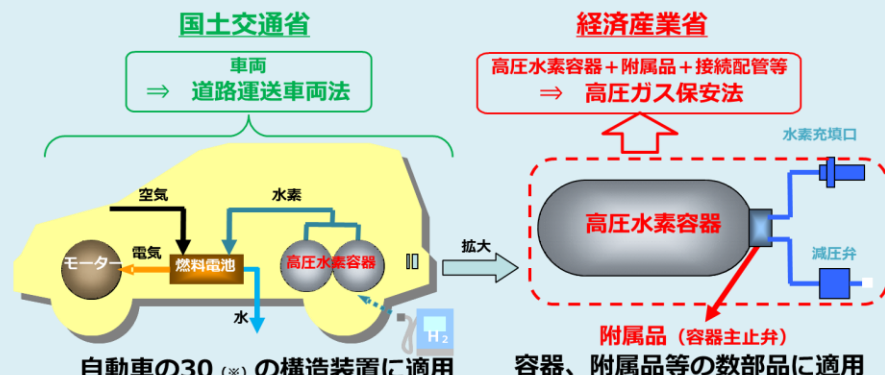 国土交通省
車両
⇒ 道路運送車両法
空気
水素
電気
モーター
燃料電池
高圧水素容器
水
H2
自動車の30（※）の構造装置に適用
拡大
経済産業省
高圧水素容器＋附属品＋接続配管等
⇒ 高圧ガス保安法
水素充填口
高圧水素容器
減圧弁
附属品（容器主止弁）
容器、附属品等の数部品に適用